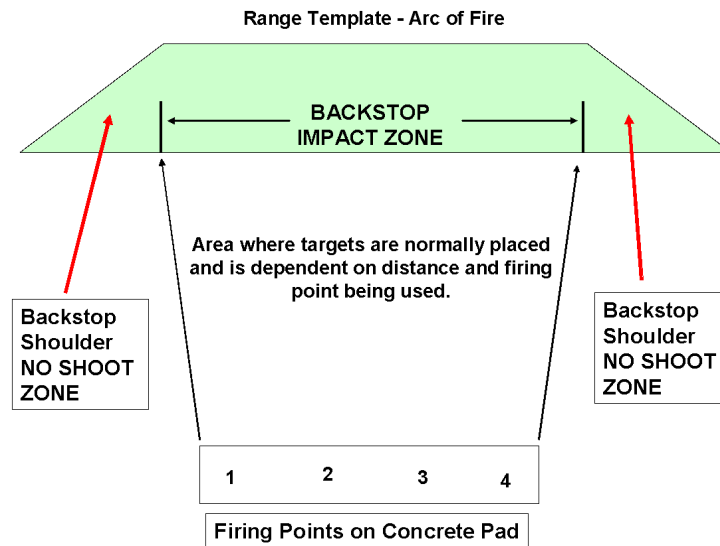 Range Template - Arc of Fire
BACKSTOP
IMPACT ZONE
Area where targets are normally placed
and is dependent on distance and firing
point being used.
Backstop
Shoulder
NO SHOOT
ZONE
Backstop
Shoulder
NO SHOOT
ZONE
1 2 3 4
Firing Points on Concrete Pad